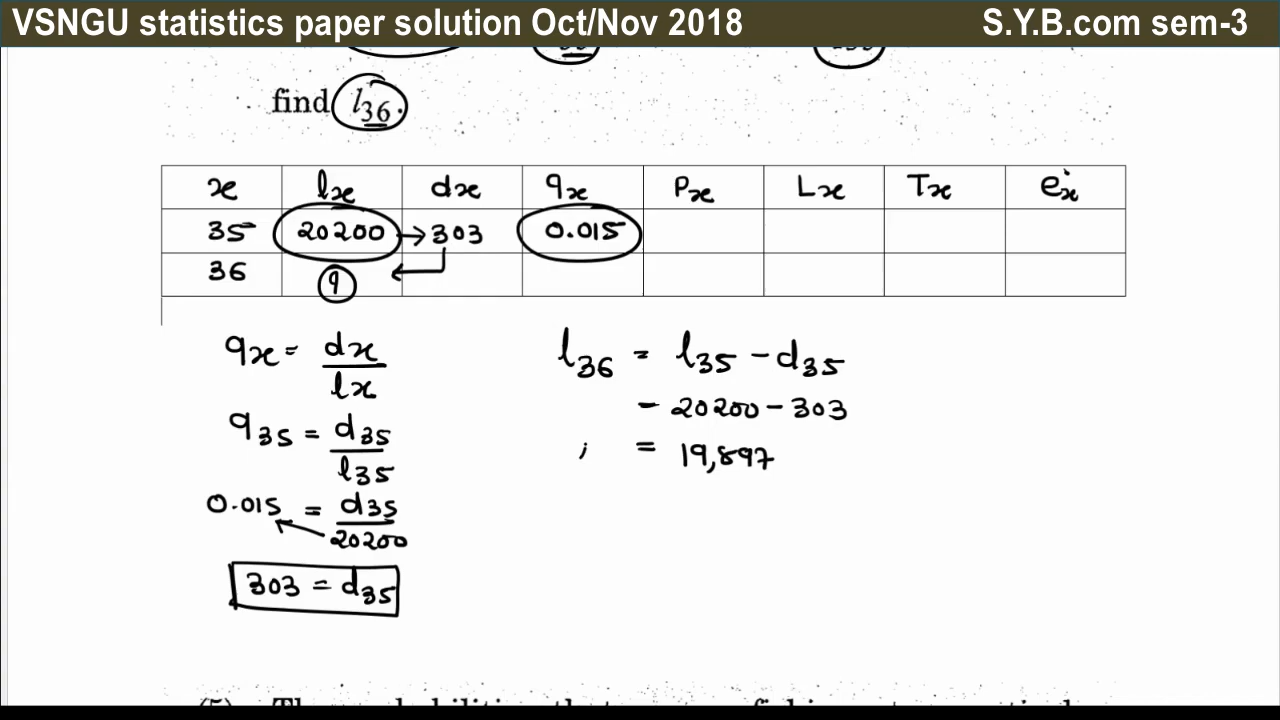 VSNGU statistics paper solution Oct/Nov 2018 S.Y.B.com sem-3
find l36.
x lx dx qx Px Lx Tx e°x
35 20200 → 303 0.015
36 ?
qx = dx/lx
l36 = l35 - d35
= 20200 - 303
q35 = d35/l35
= 19,897
0.015 = d35/20200
303 = d35